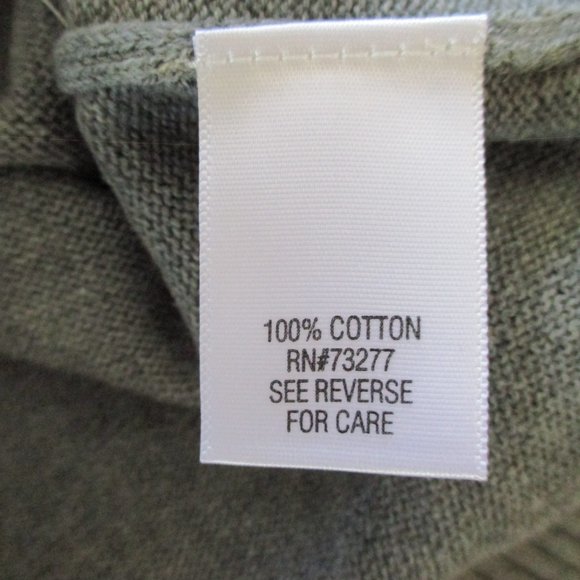 100% COTTON
RN#73277
SEE REVERSE
FOR CARE